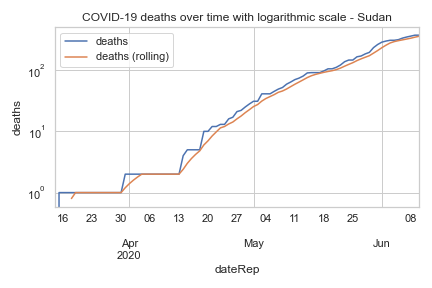 COVID-19 deaths over time with logarithmic scale - Sudan
deaths
deaths (rolling)
10²
10¹
10⁰
deaths
16 23 30 06 13 20 27 04 11 18 25 08
Apr May Jun
2020
dateRep